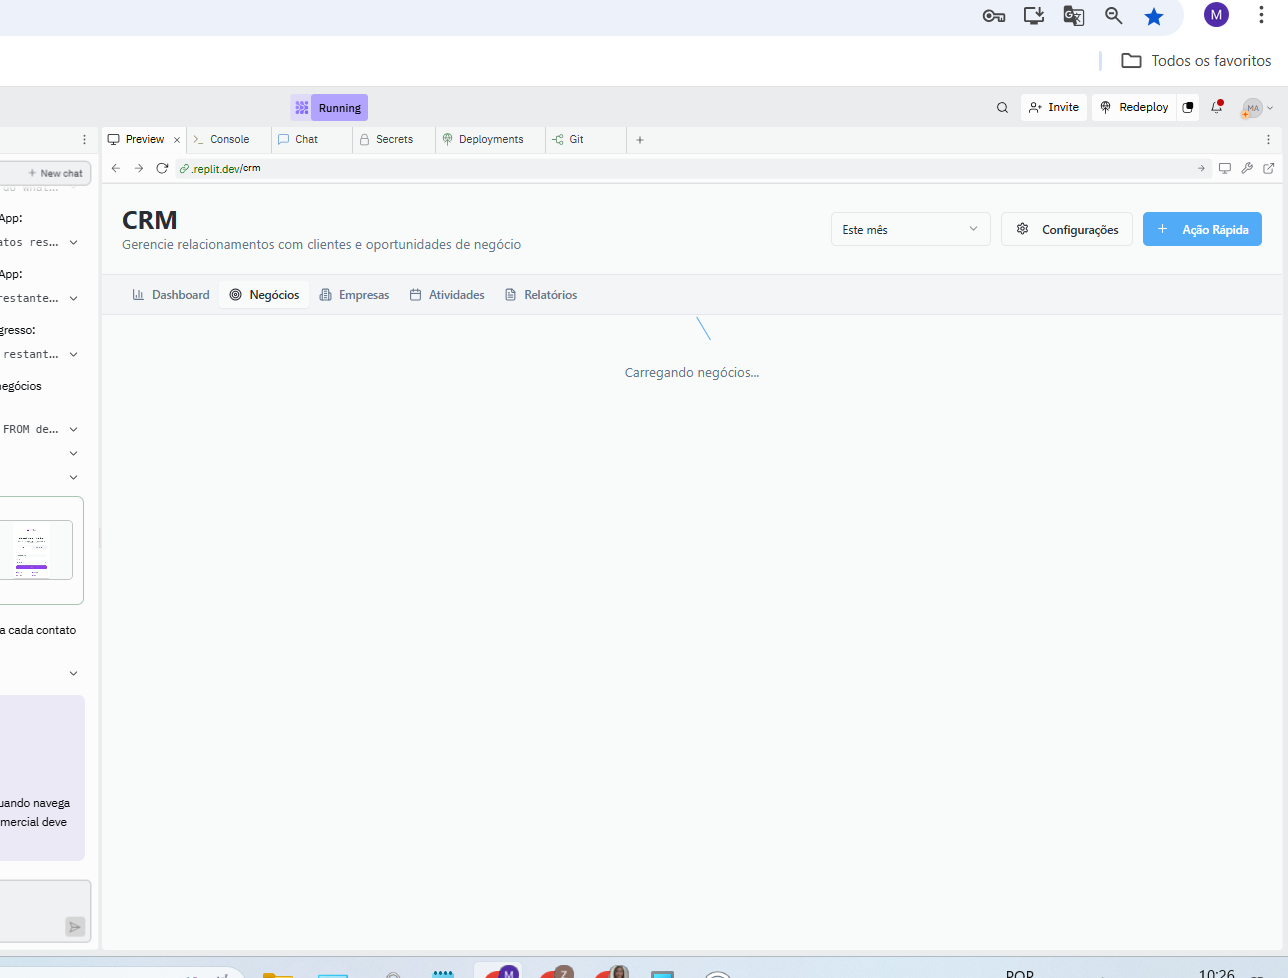 M
Todos os favoritos
Running
Invite
Redeploy
MA
Preview
Console
Chat
Secrets
Deployments
Git
New chat
.replit.dev/crm
App:
atos res...
App:
restante...
gresso:
restant...
negócios
FROM de...
a cada contato
uando navega
mercial deve
CRM
Gerencie relacionamentos com clientes e oportunidades de negócio
Este mês
Configurações
Ação Rápida
Dashboard
Negócios
Empresas
Atividades
Relatórios
Carregando negócios...
M
Z
POR
10:26